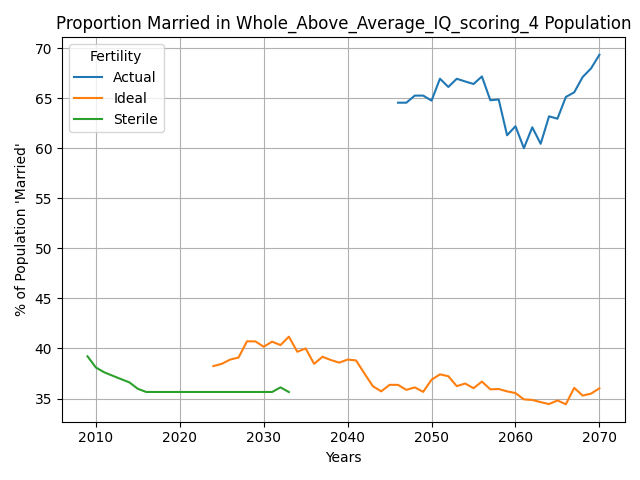 Proportion Married in Whole_Above_Average_IQ_scoring_4 Population
Fertility
Actual
Ideal
Sterile
% of Population 'Married'
70
65
60
55
50
45
40
35
2010 2020 2030 2040 2050 2060 2070
Years